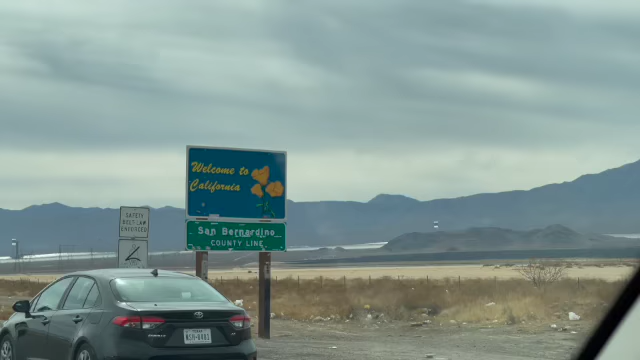 Welcome to
California
San Bernardino
COUNTY LINE
SAFETY
BELT LAW
ENFORCED